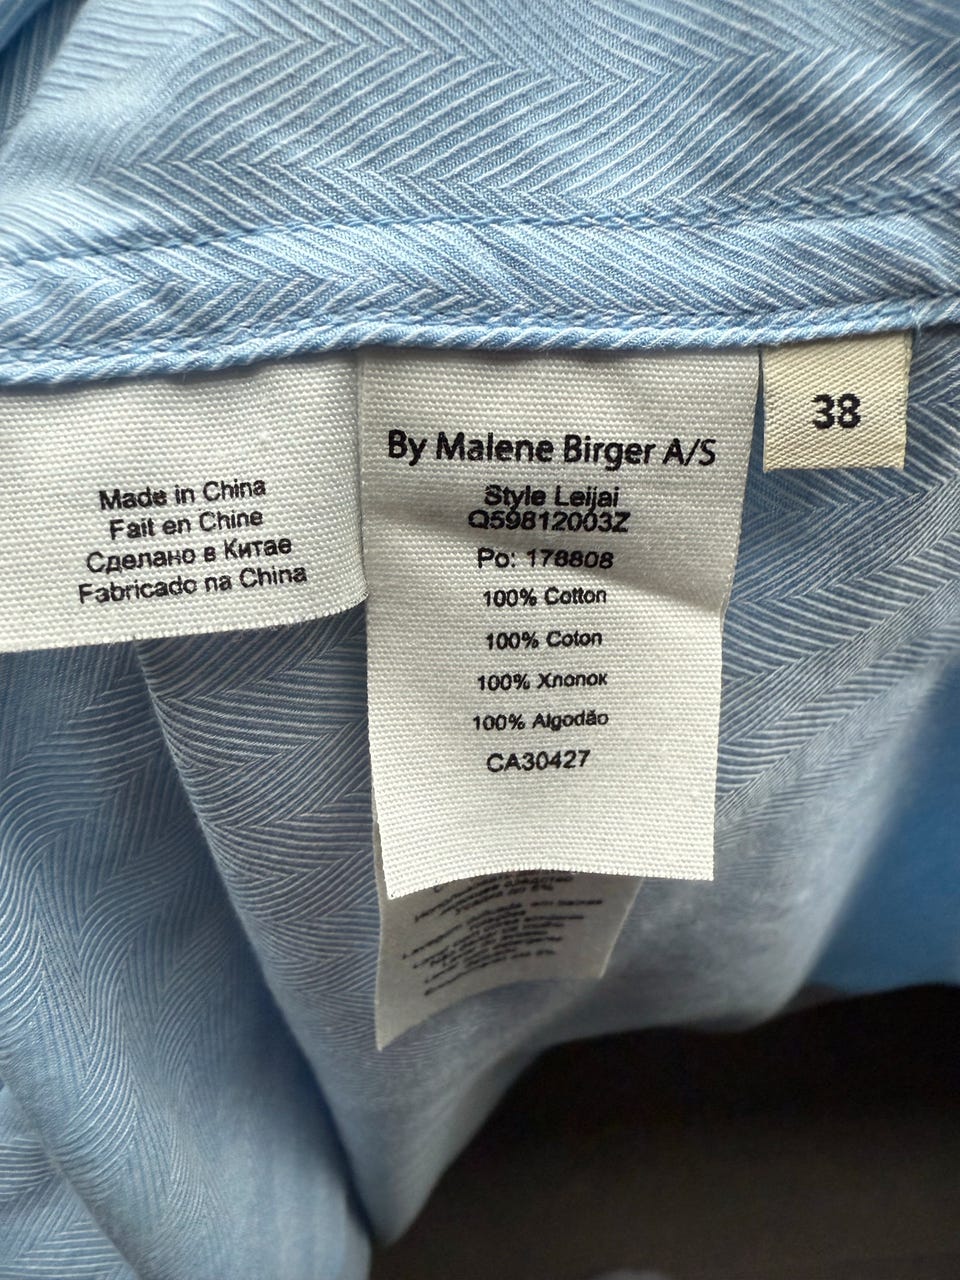 Made in China
Fait en Chine
Сделано в Китае
Fabricado na China
By Malene Birger A/S
Style Leijai
Q59812003Z
Po: 176808
100% Cotton
100% Coton
100% Хлопок
100% Algodão
CA30427
38